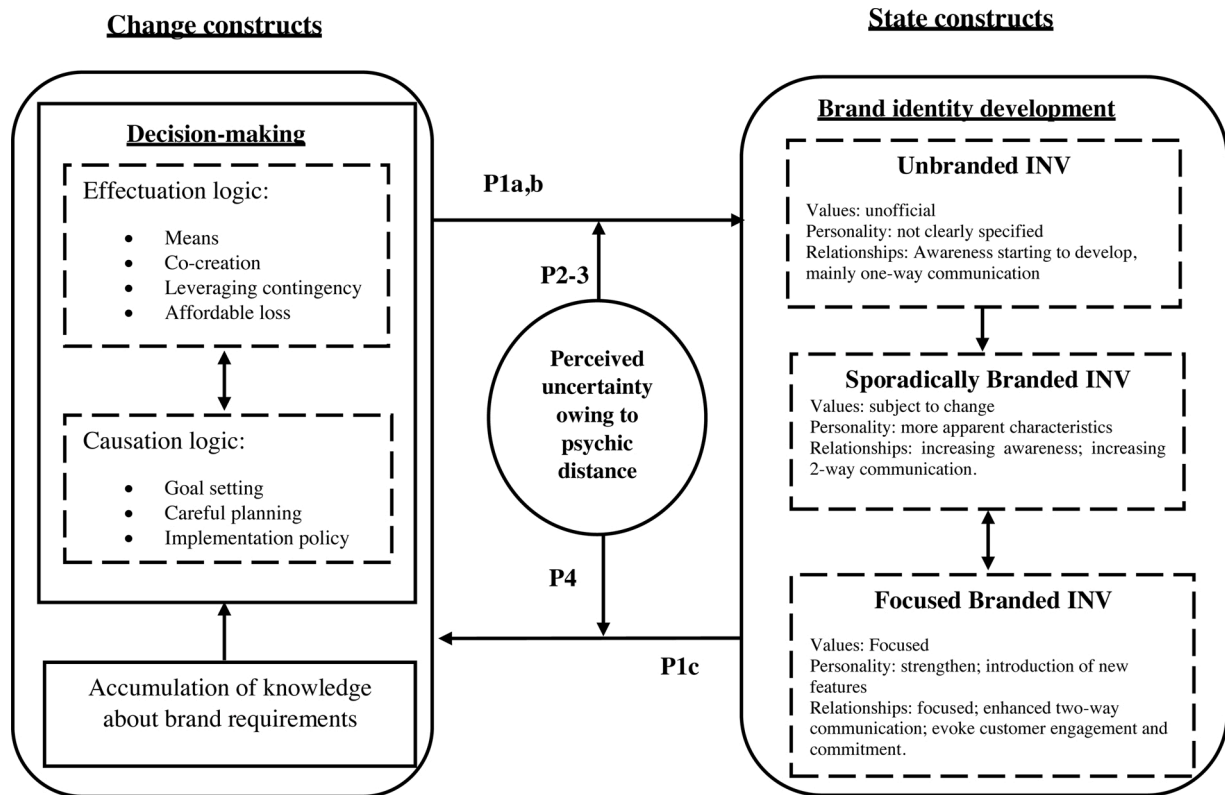 Change constructs
State constructs
Decision-making
Effectuation logic:
• Means
• Co-creation
• Leveraging contingency
• Affordable loss
Causation logic:
• Goal setting
• Careful planning
• Implementation policy
Accumulation of knowledge
about brand requirements
P1a,b
P2-3
Perceived
uncertainty
owing to
psychic
distance
P4
P1c
Brand identity development
Unbranded INV
Values: unofficial
Personality: not clearly specified
Relationships: Awareness starting to develop,
mainly one-way communication
Sporadically Branded INV
Values: subject to change
Personality: more apparent characteristics
Relationships: increasing awareness; increasing
2-way communication.
Focused Branded INV
Values: Focused
Personality: strengthen; introduction of new
features
Relationships: focused; enhanced two-way
communication; evoke customer engagement and
commitment.